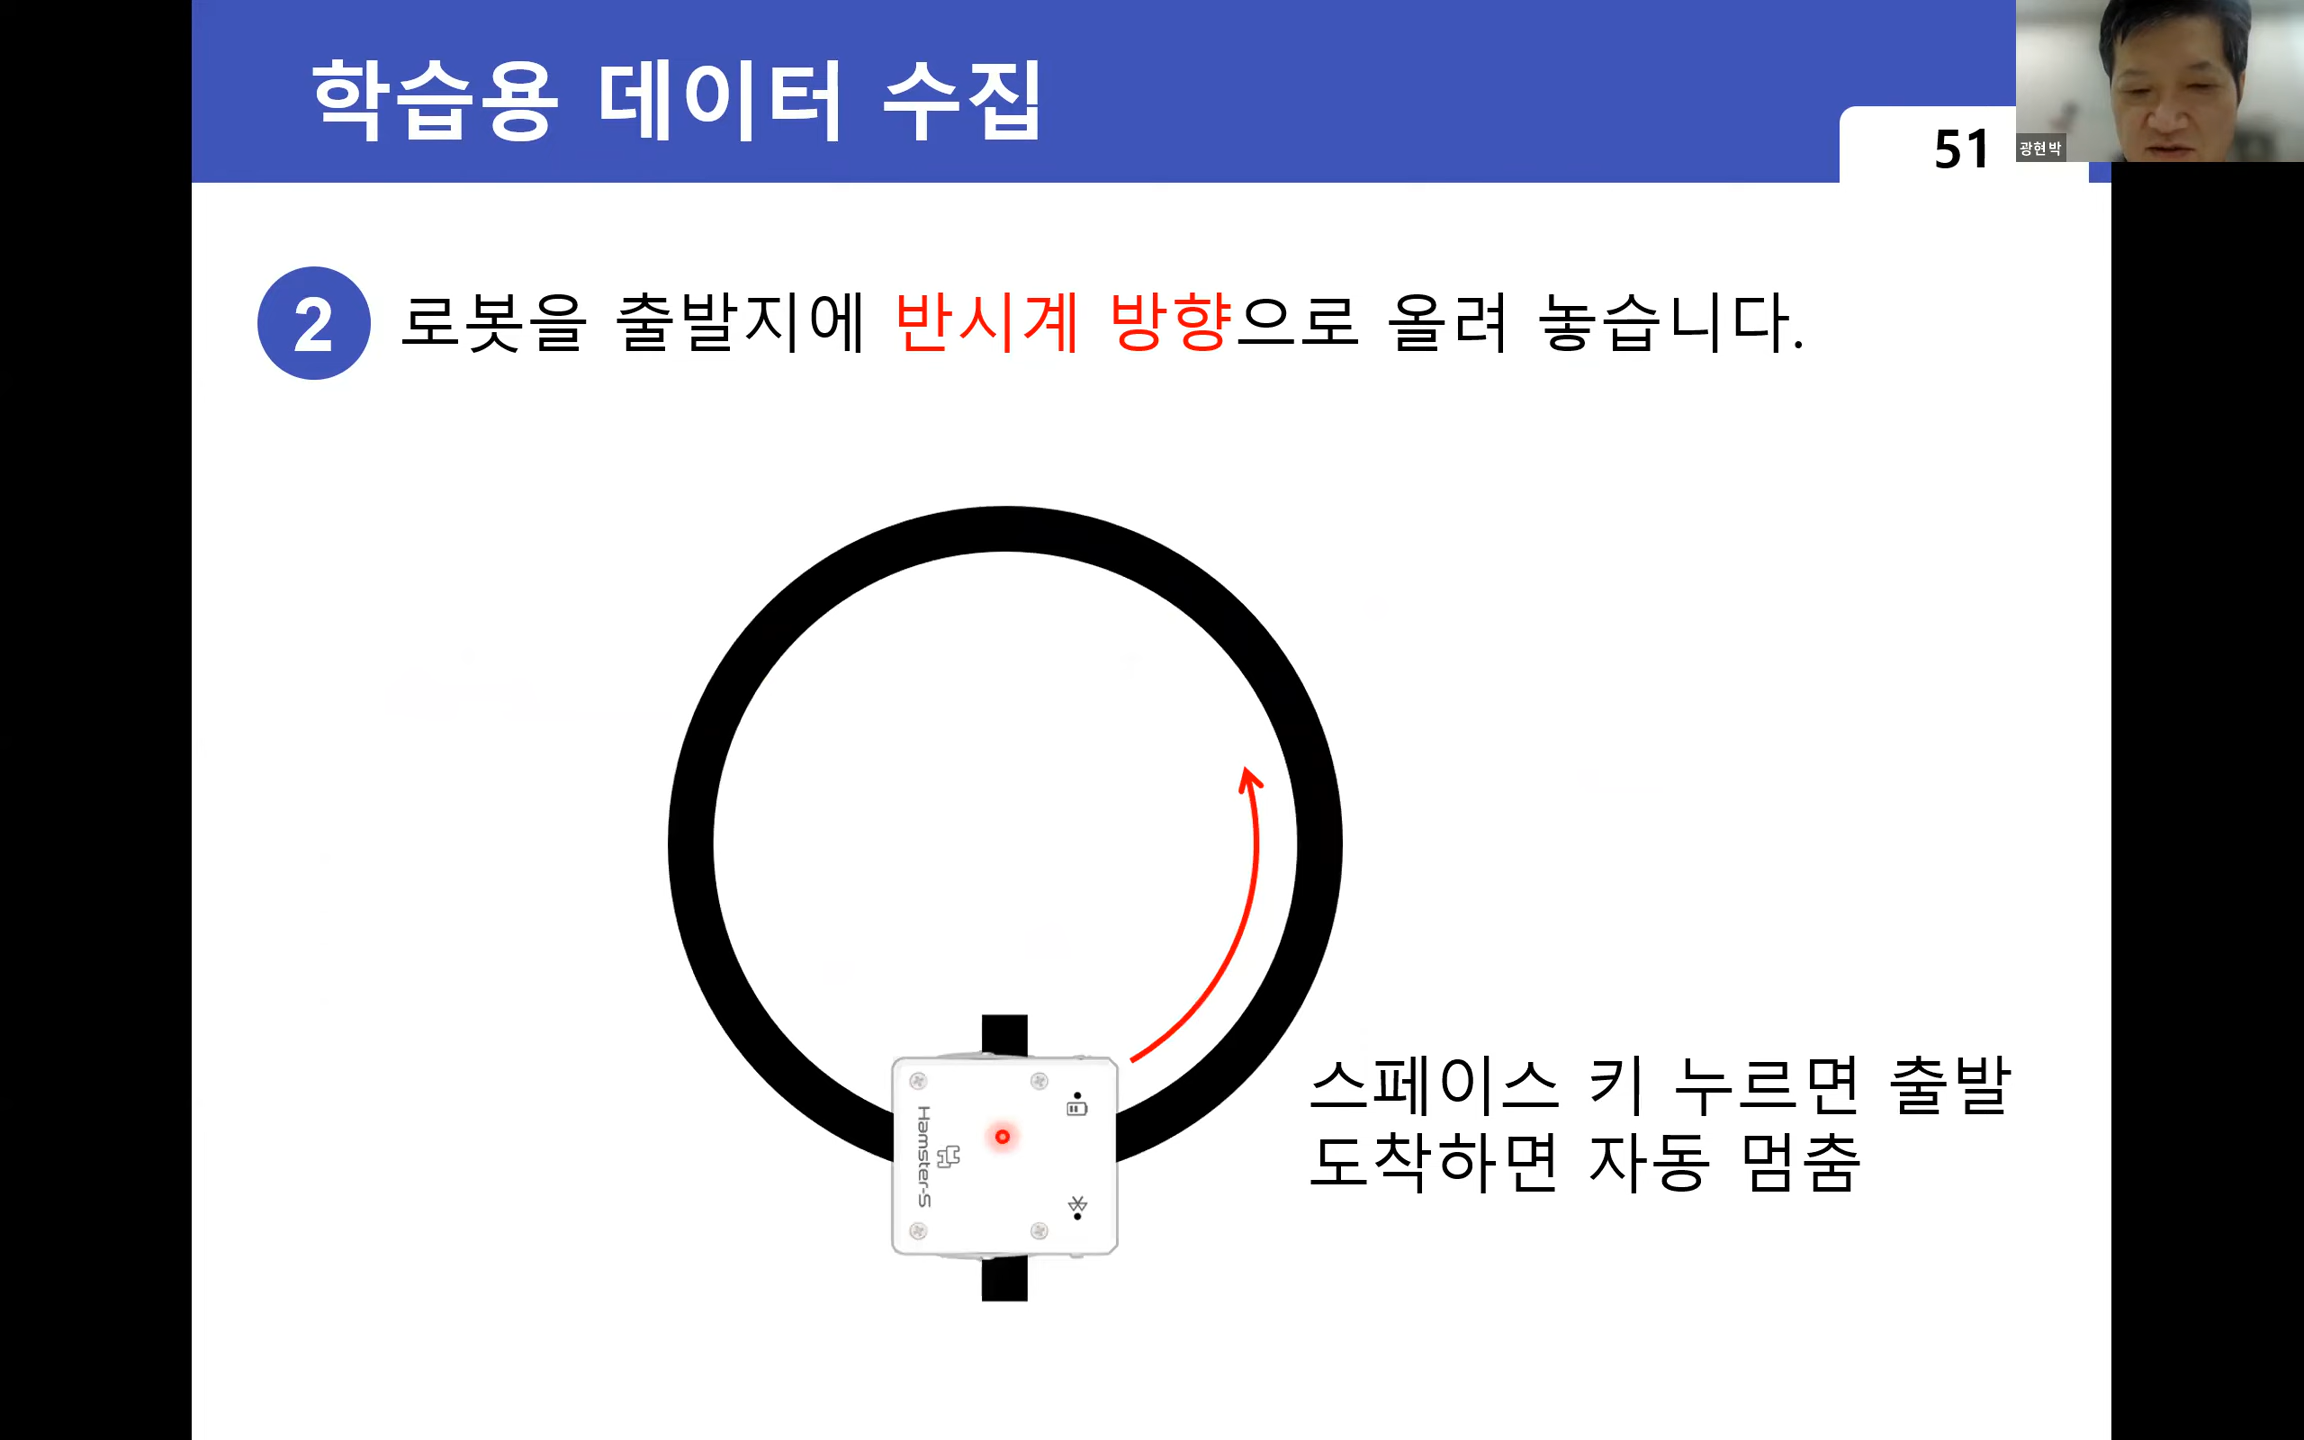 학습용 데이터 수집
51
광현박
2 로봇을 출발지에 반시계 방향으로 올려 놓습니다.
Hamster-S
스페이스 키 누르면 출발
도착하면 자동 멈춤